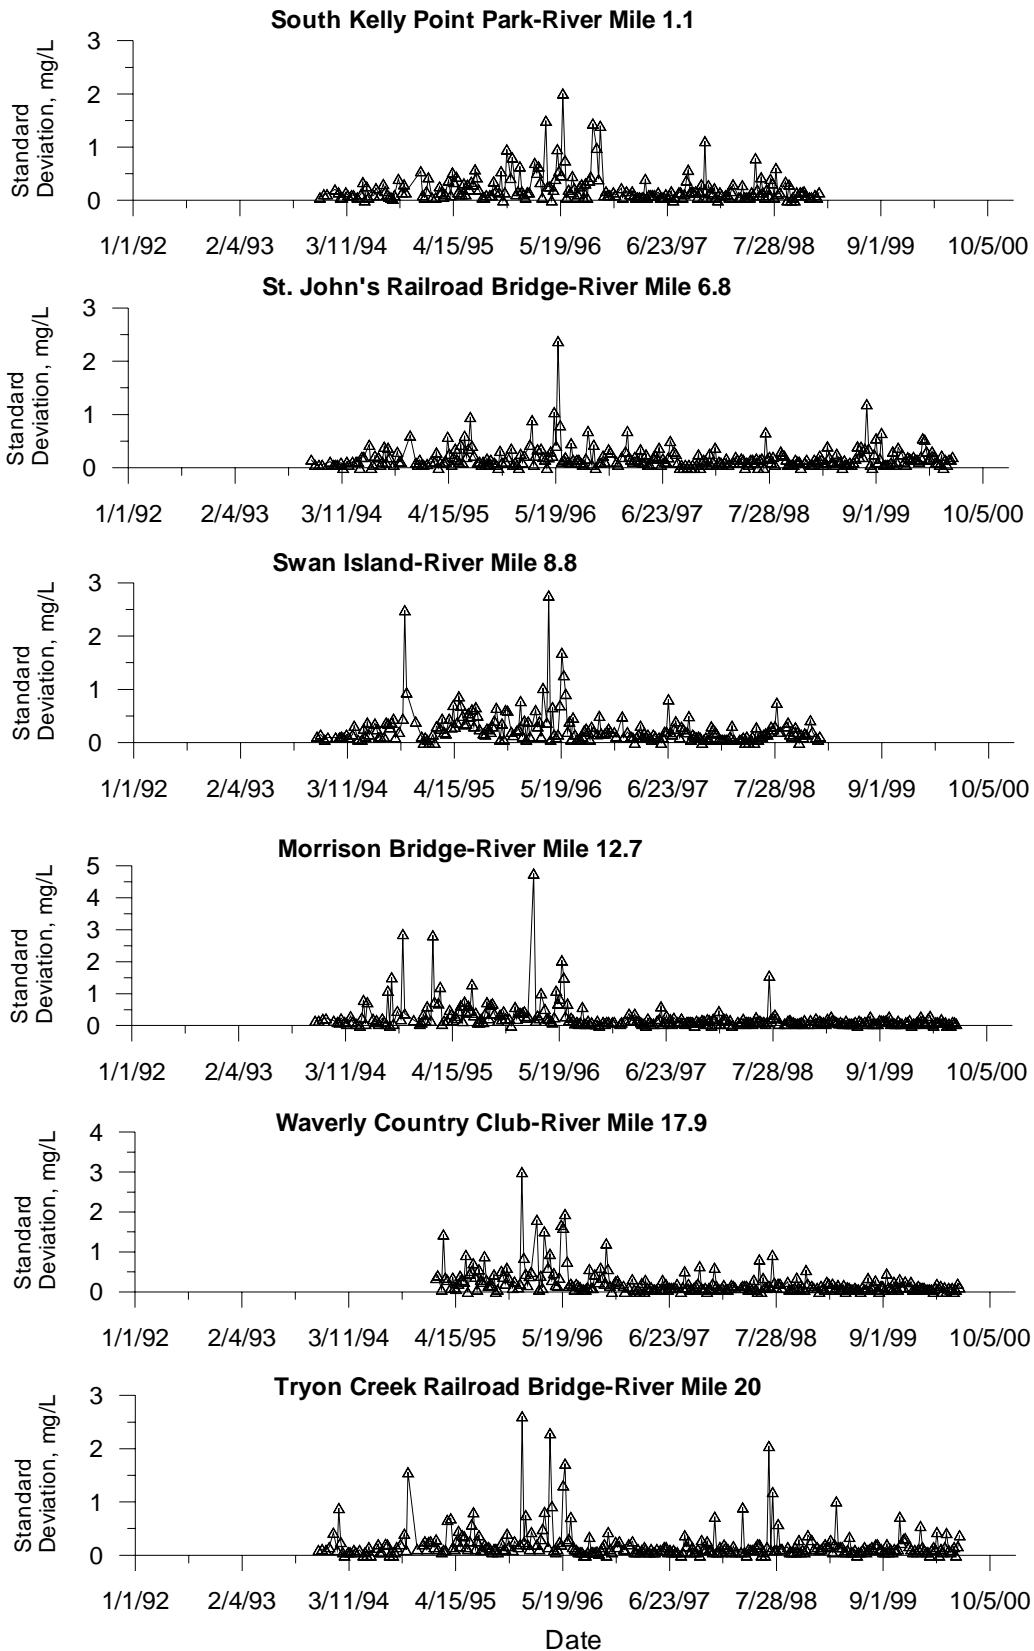 South Kelly Point Park-River Mile 1.1
Standard
Deviation, mg/L
3
2
1
0
1/1/92 2/4/93 3/11/94 4/15/95 5/19/96 6/23/97 7/28/98 9/1/99 10/5/00
St. John's Railroad Bridge-River Mile 6.8
Standard
Deviation, mg/L
3
2
1
0
1/1/92 2/4/93 3/11/94 4/15/95 5/19/96 6/23/97 7/28/98 9/1/99 10/5/00
Swan Island-River Mile 8.8
Standard
Deviation, mg/L
3
2
1
0
1/1/92 2/4/93 3/11/94 4/15/95 5/19/96 6/23/97 7/28/98 9/1/99 10/5/00
Morrison Bridge-River Mile 12.7
Standard
Deviation, mg/L
5
4
3
2
1
0
1/1/92 2/4/93 3/11/94 4/15/95 5/19/96 6/23/97 7/28/98 9/1/99 10/5/00
Waverly Country Club-River Mile 17.9
Standard
Deviation, mg/L
4
3
2
1
0
1/1/92 2/4/93 3/11/94 4/15/95 5/19/96 6/23/97 7/28/98 9/1/99 10/5/00
Tryon Creek Railroad Bridge-River Mile 20
Standard
Deviation, mg/L
3
2
1
0
1/1/92 2/4/93 3/11/94 4/15/95 5/19/96 6/23/97 7/28/98 9/1/99 10/5/00
Date